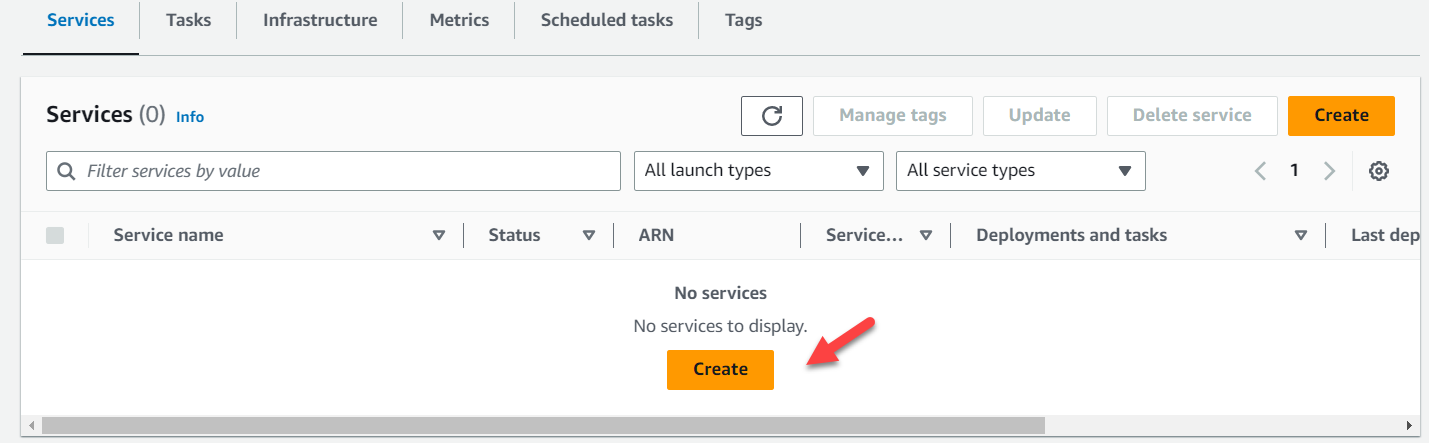 Services Tasks Infrastructure Metrics Scheduled tasks Tags
Services (0) Info Manage tags Update Delete service Create
Filter services by value All launch types All service types 1
Service name Status ARN Service... Deployments and tasks Last dep
No services
No services to display.
Create